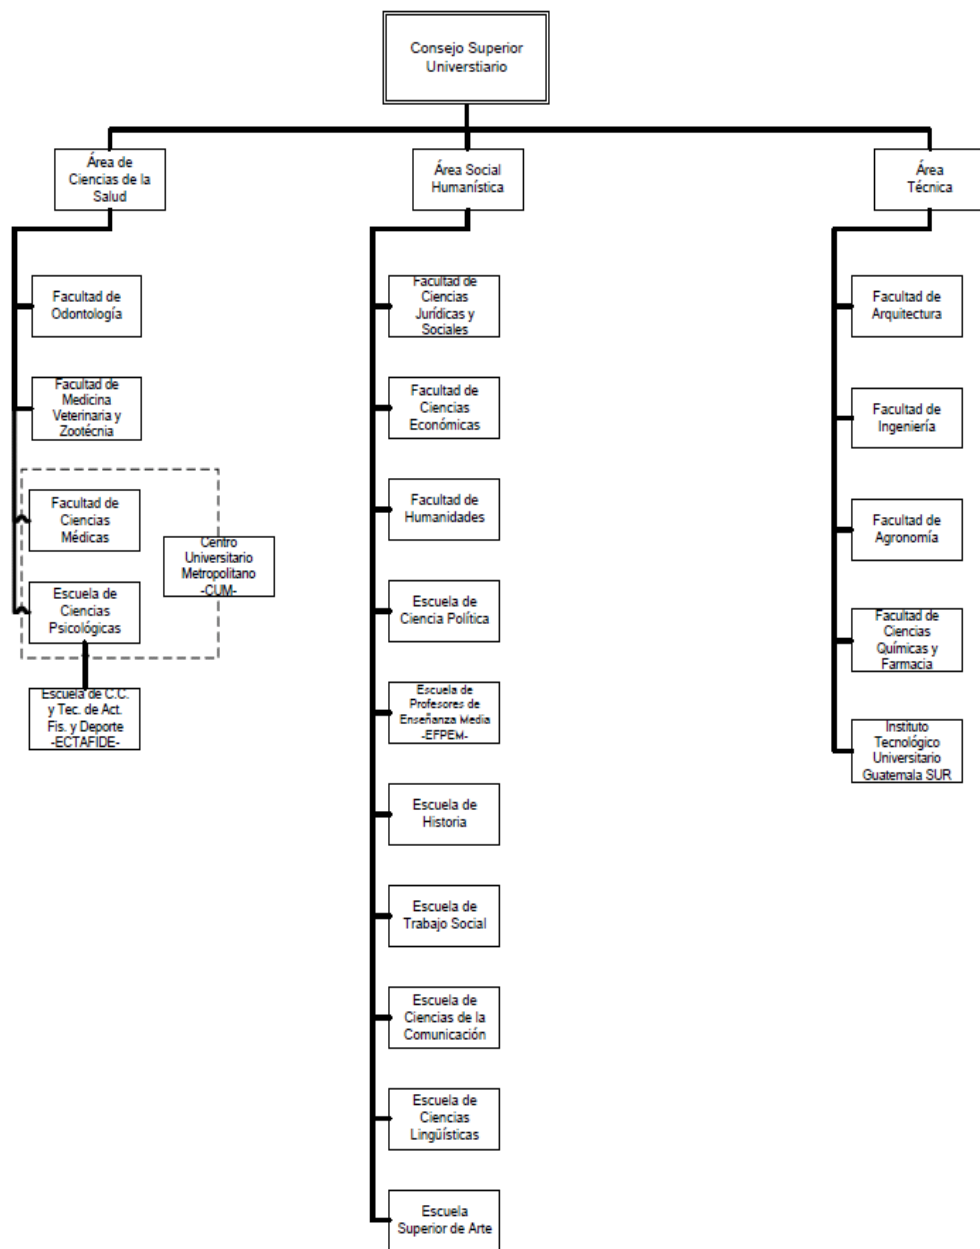 Consejo Superior
Universtiario
Área de
Ciencias de la
Salud
Área Social
Humanística
Área
Técnica
Facultad de
Odontología
Facultad de
Medicina
Veterinaria y
Zootécnia
Facultad de
Ciencias
Médicas
Centro
Universitario
Metropolitano
-CUM-
Escuela de
Ciencias
Psicológicas
Escuela de C.C.
y Tec. de Act.
Fis. y Deporte
-ECTAFIDE-
Facultad de
Ciencias
Jurídicas y
Sociales
Facultad de
Ciencias
Económicas
Facultad de
Humanidades
Escuela de
Ciencia Política
Escuela de
Profesores de
Enseñanza Media
-EFPEM-
Escuela de
Historia
Escuela de
Trabajo Social
Escuela de
Ciencias de la
Comunicación
Escuela de
Ciencias
Lingüísticas
Escuela
Superior de Arte
Facultad de
Arquitectura
Facultad de
Ingeniería
Facultad de
Agronomía
Facultad de
Ciencias
Químicas y
Farmacia
Instituto
Tecnológico
Universitario
Guatemala SUR